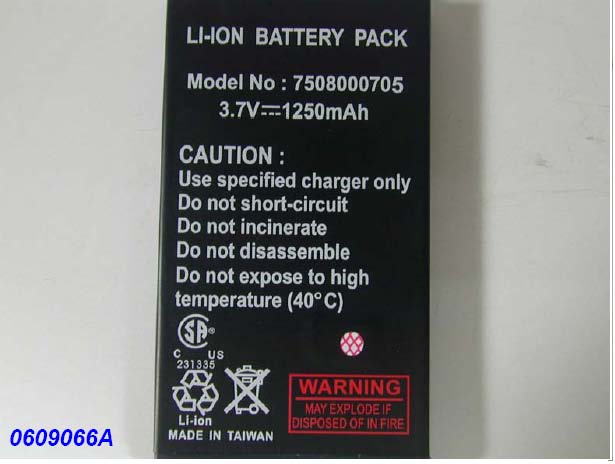 LI-ION BATTERY PACK
Model No : 7508000705
3.7V⎓1250mAh
CAUTION :
Use specified charger only
Do not short-circuit
Do not incinerate
Do not disassemble
Do not expose to high
temperature (40°C)
SA
C US
231335
Li-ion
MADE IN TAIWAN
WARNING
MAY EXPLODE IF
DISPOSED OF IN FIRE
0609066A